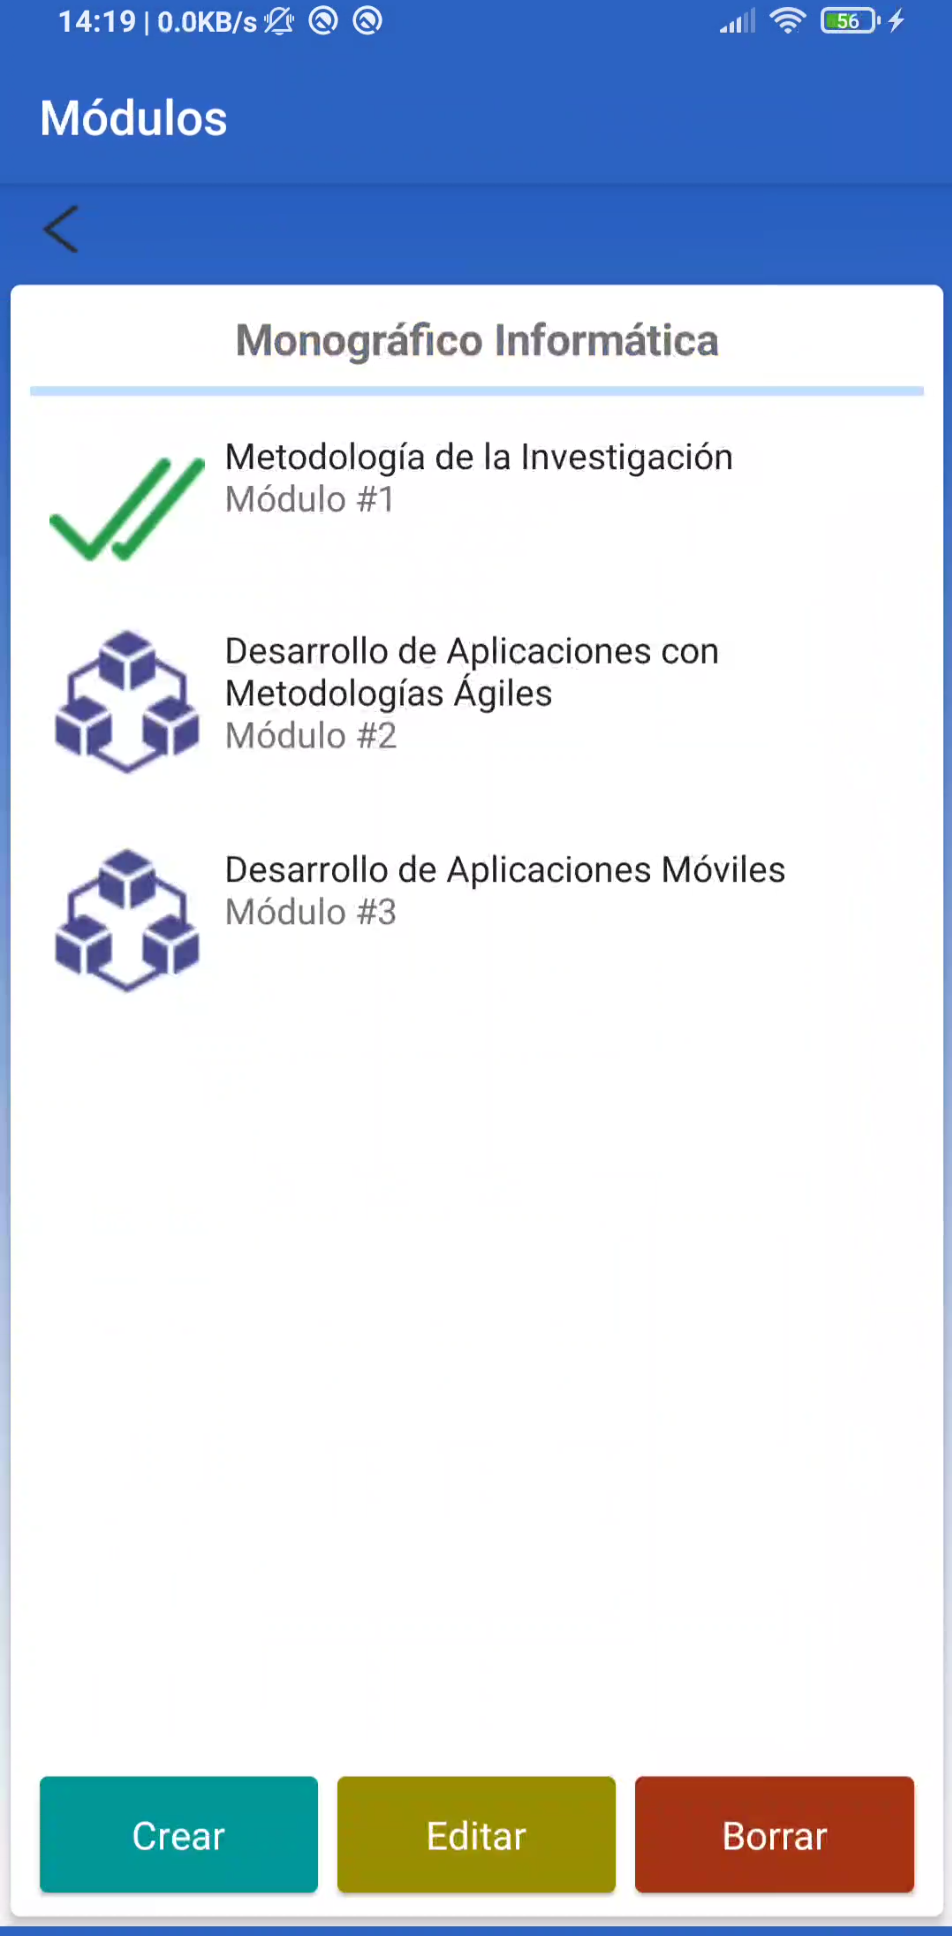 14:19 | 0.0KB/s
56
Módulos
Monográfico Informática
Metodología de la Investigación
Módulo #1
Desarrollo de Aplicaciones con
Metodologías Ágiles
Módulo #2
Desarrollo de Aplicaciones Móviles
Módulo #3
Crear
Editar
Borrar